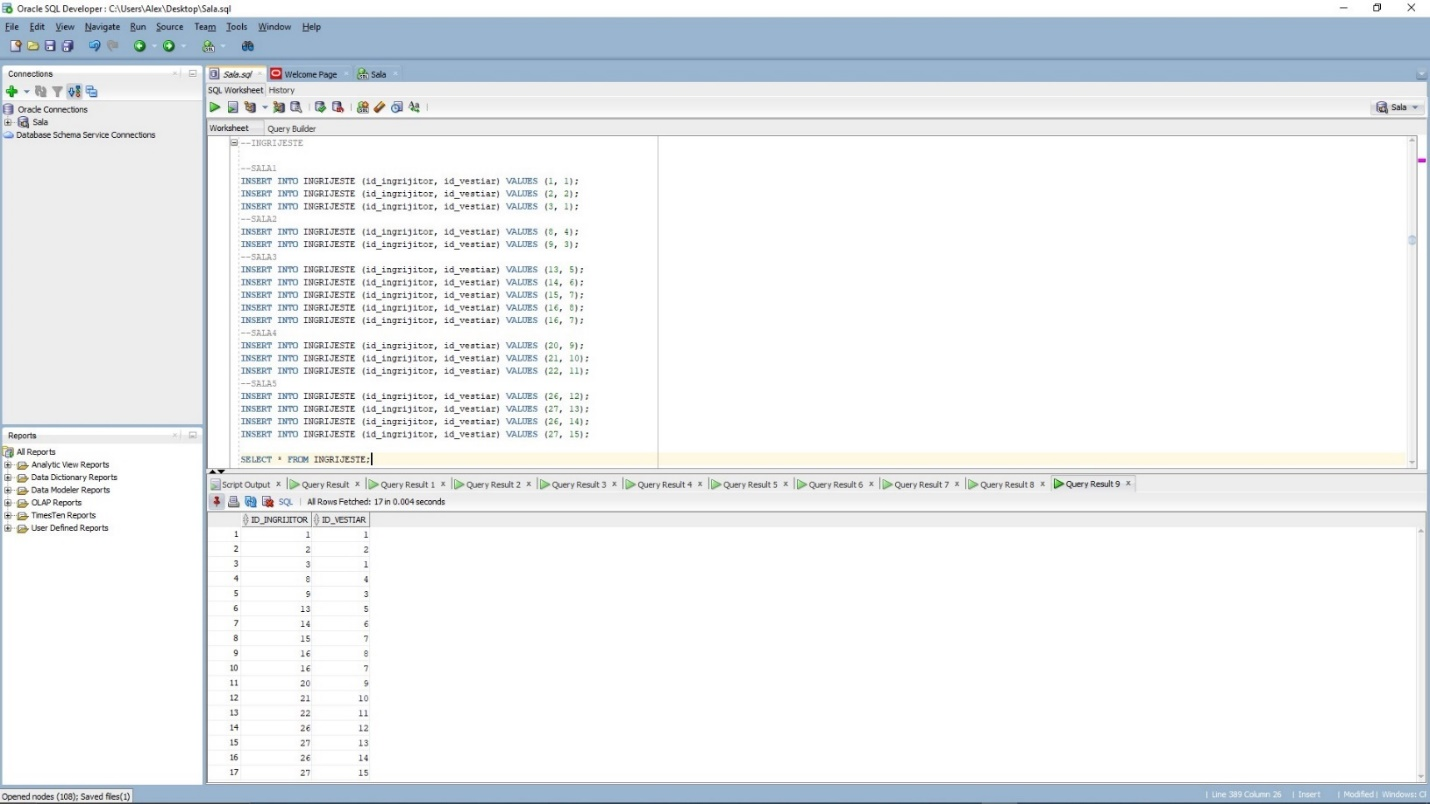 Oracle SQL Developer : C:\Users\Alex\Desktop\Sala.sql
File Edit View Navigate Run Source Team Tools Window Help
Connections
Oracle Connections
Sala
Database Schema Service Connections
Sala.sql Welcome Page Sala
SQL Worksheet History
Sala
Worksheet Query Builder
--INGRIJESTE
--SALA1
INSERT INTO INGRIJESTE (id_ingrijitor, id_vestiar) VALUES (1, 1);
INSERT INTO INGRIJESTE (id_ingrijitor, id_vestiar) VALUES (2, 2);
INSERT INTO INGRIJESTE (id_ingrijitor, id_vestiar) VALUES (3, 1);
--SALA2
INSERT INTO INGRIJESTE (id_ingrijitor, id_vestiar) VALUES (8, 4);
INSERT INTO INGRIJESTE (id_ingrijitor, id_vestiar) VALUES (9, 3);
--SALA3
INSERT INTO INGRIJESTE (id_ingrijitor, id_vestiar) VALUES (13, 5);
INSERT INTO INGRIJESTE (id_ingrijitor, id_vestiar) VALUES (14, 6);
INSERT INTO INGRIJESTE (id_ingrijitor, id_vestiar) VALUES (15, 7);
INSERT INTO INGRIJESTE (id_ingrijitor, id_vestiar) VALUES (16, 8);
INSERT INTO INGRIJESTE (id_ingrijitor, id_vestiar) VALUES (16, 7);
--SALA4
INSERT INTO INGRIJESTE (id_ingrijitor, id_vestiar) VALUES (20, 9);
INSERT INTO INGRIJESTE (id_ingrijitor, id_vestiar) VALUES (21, 10);
INSERT INTO INGRIJESTE (id_ingrijitor, id_vestiar) VALUES (22, 11);
--SALA5
INSERT INTO INGRIJESTE (id_ingrijitor, id_vestiar) VALUES (26, 12);
INSERT INTO INGRIJESTE (id_ingrijitor, id_vestiar) VALUES (27, 13);
INSERT INTO INGRIJESTE (id_ingrijitor, id_vestiar) VALUES (26, 14);
INSERT INTO INGRIJESTE (id_ingrijitor, id_vestiar) VALUES (27, 15);
SELECT * FROM INGRIJESTE;
Reports
All Reports
Analytic View Reports
Data Dictionary Reports
Data Modeler Reports
OLAP Reports
TimesTen Reports
User Defined Reports
Script Output Query Result Query Result 1 Query Result 2 Query Result 3 Query Result 4 Query Result 5 Query Result 6 Query Result 7 Query Result 8 Query Result 9
SQL | All Rows Fetched: 17 in 0.004 seconds
ID_INGRIJITOR ID_VESTIAR
1 1 1
2 2 2
3 3 1
4 8 4
5 9 3
6 13 5
7 14 6
8 15 7
9 16 8
10 16 7
11 20 9
12 21 10
13 22 11
14 26 12
15 27 13
16 26 14
17 27 15
Opened nodes (108); Saved files(1)
| Line 389 Column 26 | Insert | Modified | Windows: Cl